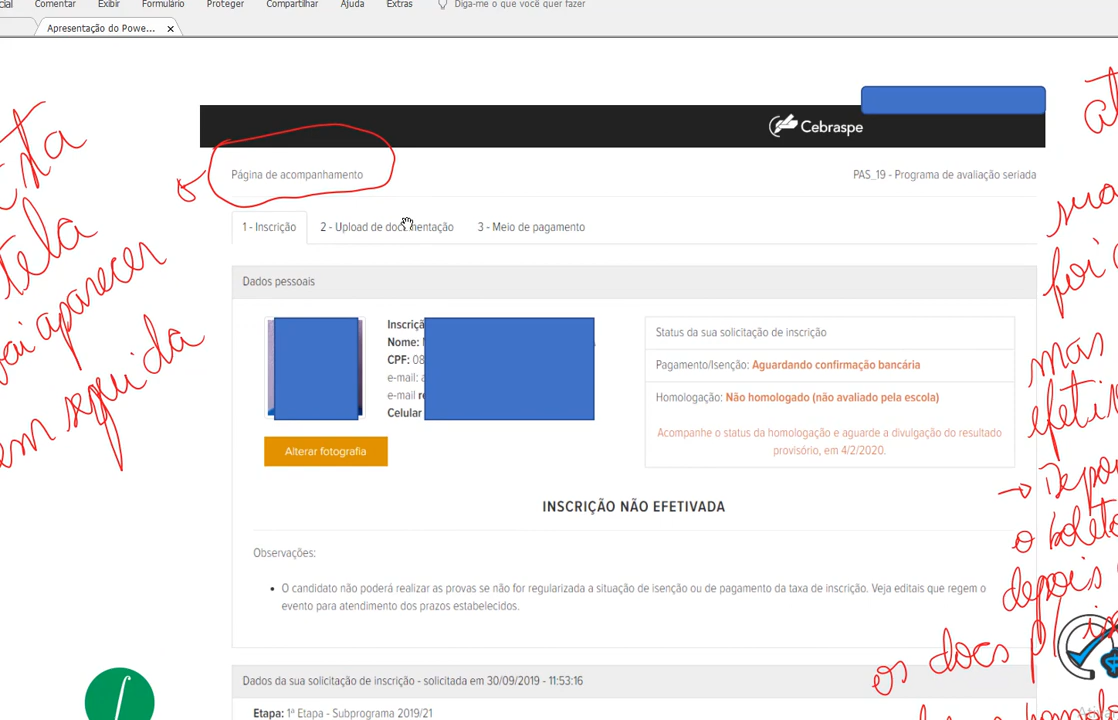 cial Comentar Exibir Formulário Proteger Compartilhar Ajuda Extras Diga-me o que você quer fazer
Apresentação do Powe... ×
Cebraspe
Página de acompanhamento
PAS_19 - Programa de avaliação seriada
1 - Inscrição 2 - Upload de documentação 3 - Meio de pagamento
Dados pessoais
Inscriçã
Nome:
CPF: 08
e-mail: a
e-mail re
Celular
Alterar fotografia
Status da sua solicitação de inscrição
Pagamento/Isenção: Aguardando confirmação bancária
Homologação: Não homologado (não avaliado pela escola)
Acompanhe o status da homologação e aguarde a divulgação do resultado
provisório, em 4/2/2020.
INSCRIÇÃO NÃO EFETIVADA
Observações:
• O candidato não poderá realizar as provas se não for regularizada a situação de isenção ou de pagamento da taxa de inscrição. Veja editais que regem o
evento para atendimento dos prazos estabelecidos.
Dados da sua solicitação de inscrição - solicitada em 30/09/2019 - 11:53:16
Etapa: 1ª Etapa - Subprograma 2019/21
sta
tela
vai aparecer
em seguida
sua
foi
mas
efeti
→ Depo
o boleto
depois
os docs p/